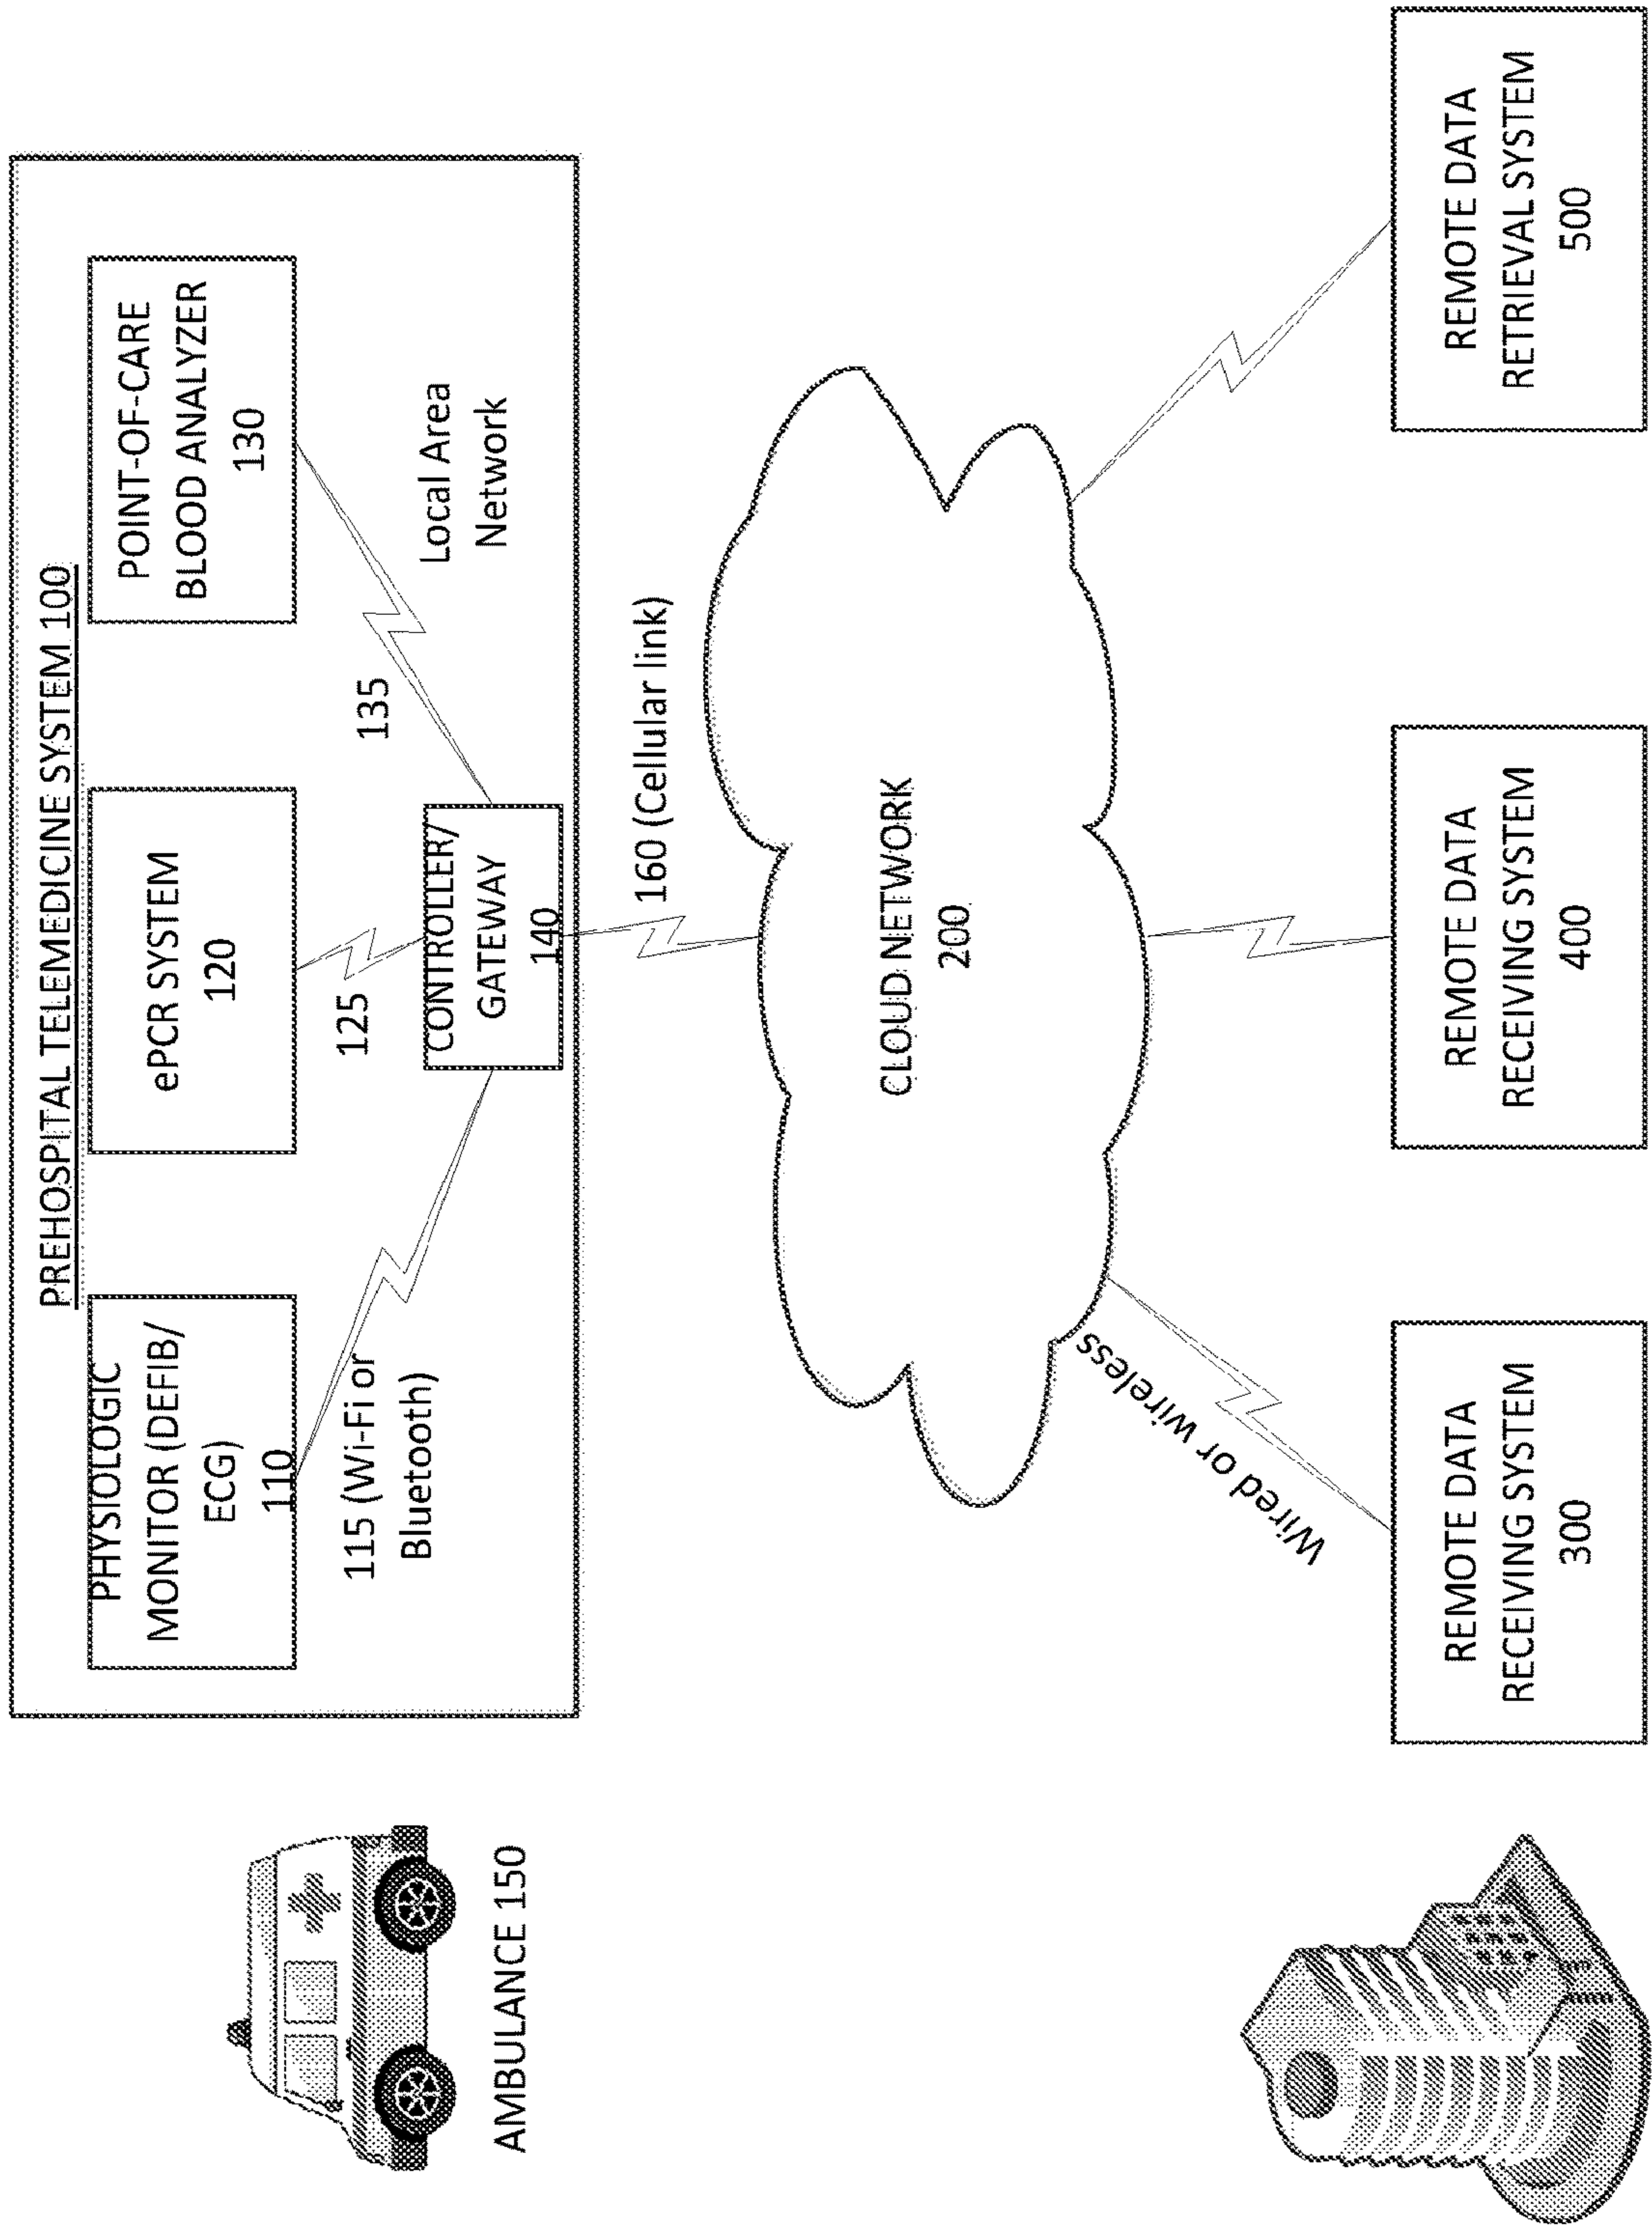 PREHOSPITAL TELEMEDICINE SYSTEM 100
PHYSIOLOGIC
MONITOR (DEFIB/
ECG)
110
ePCR SYSTEM
120
POINT-OF-CARE
BLOOD ANALYZER
130
115 (Wi-Fi or
Bluetooth)
125
135
CONTROLLER/
GATEWAY
140
Local Area
Network
AMBULANCE 150
160 (Cellular link)
CLOUD NETWORK
200
Wired or wireless
REMOTE DATA
RECEIVING SYSTEM
300
REMOTE DATA
RECEIVING SYSTEM
400
REMOTE DATA
RETRIEVAL SYSTEM
500